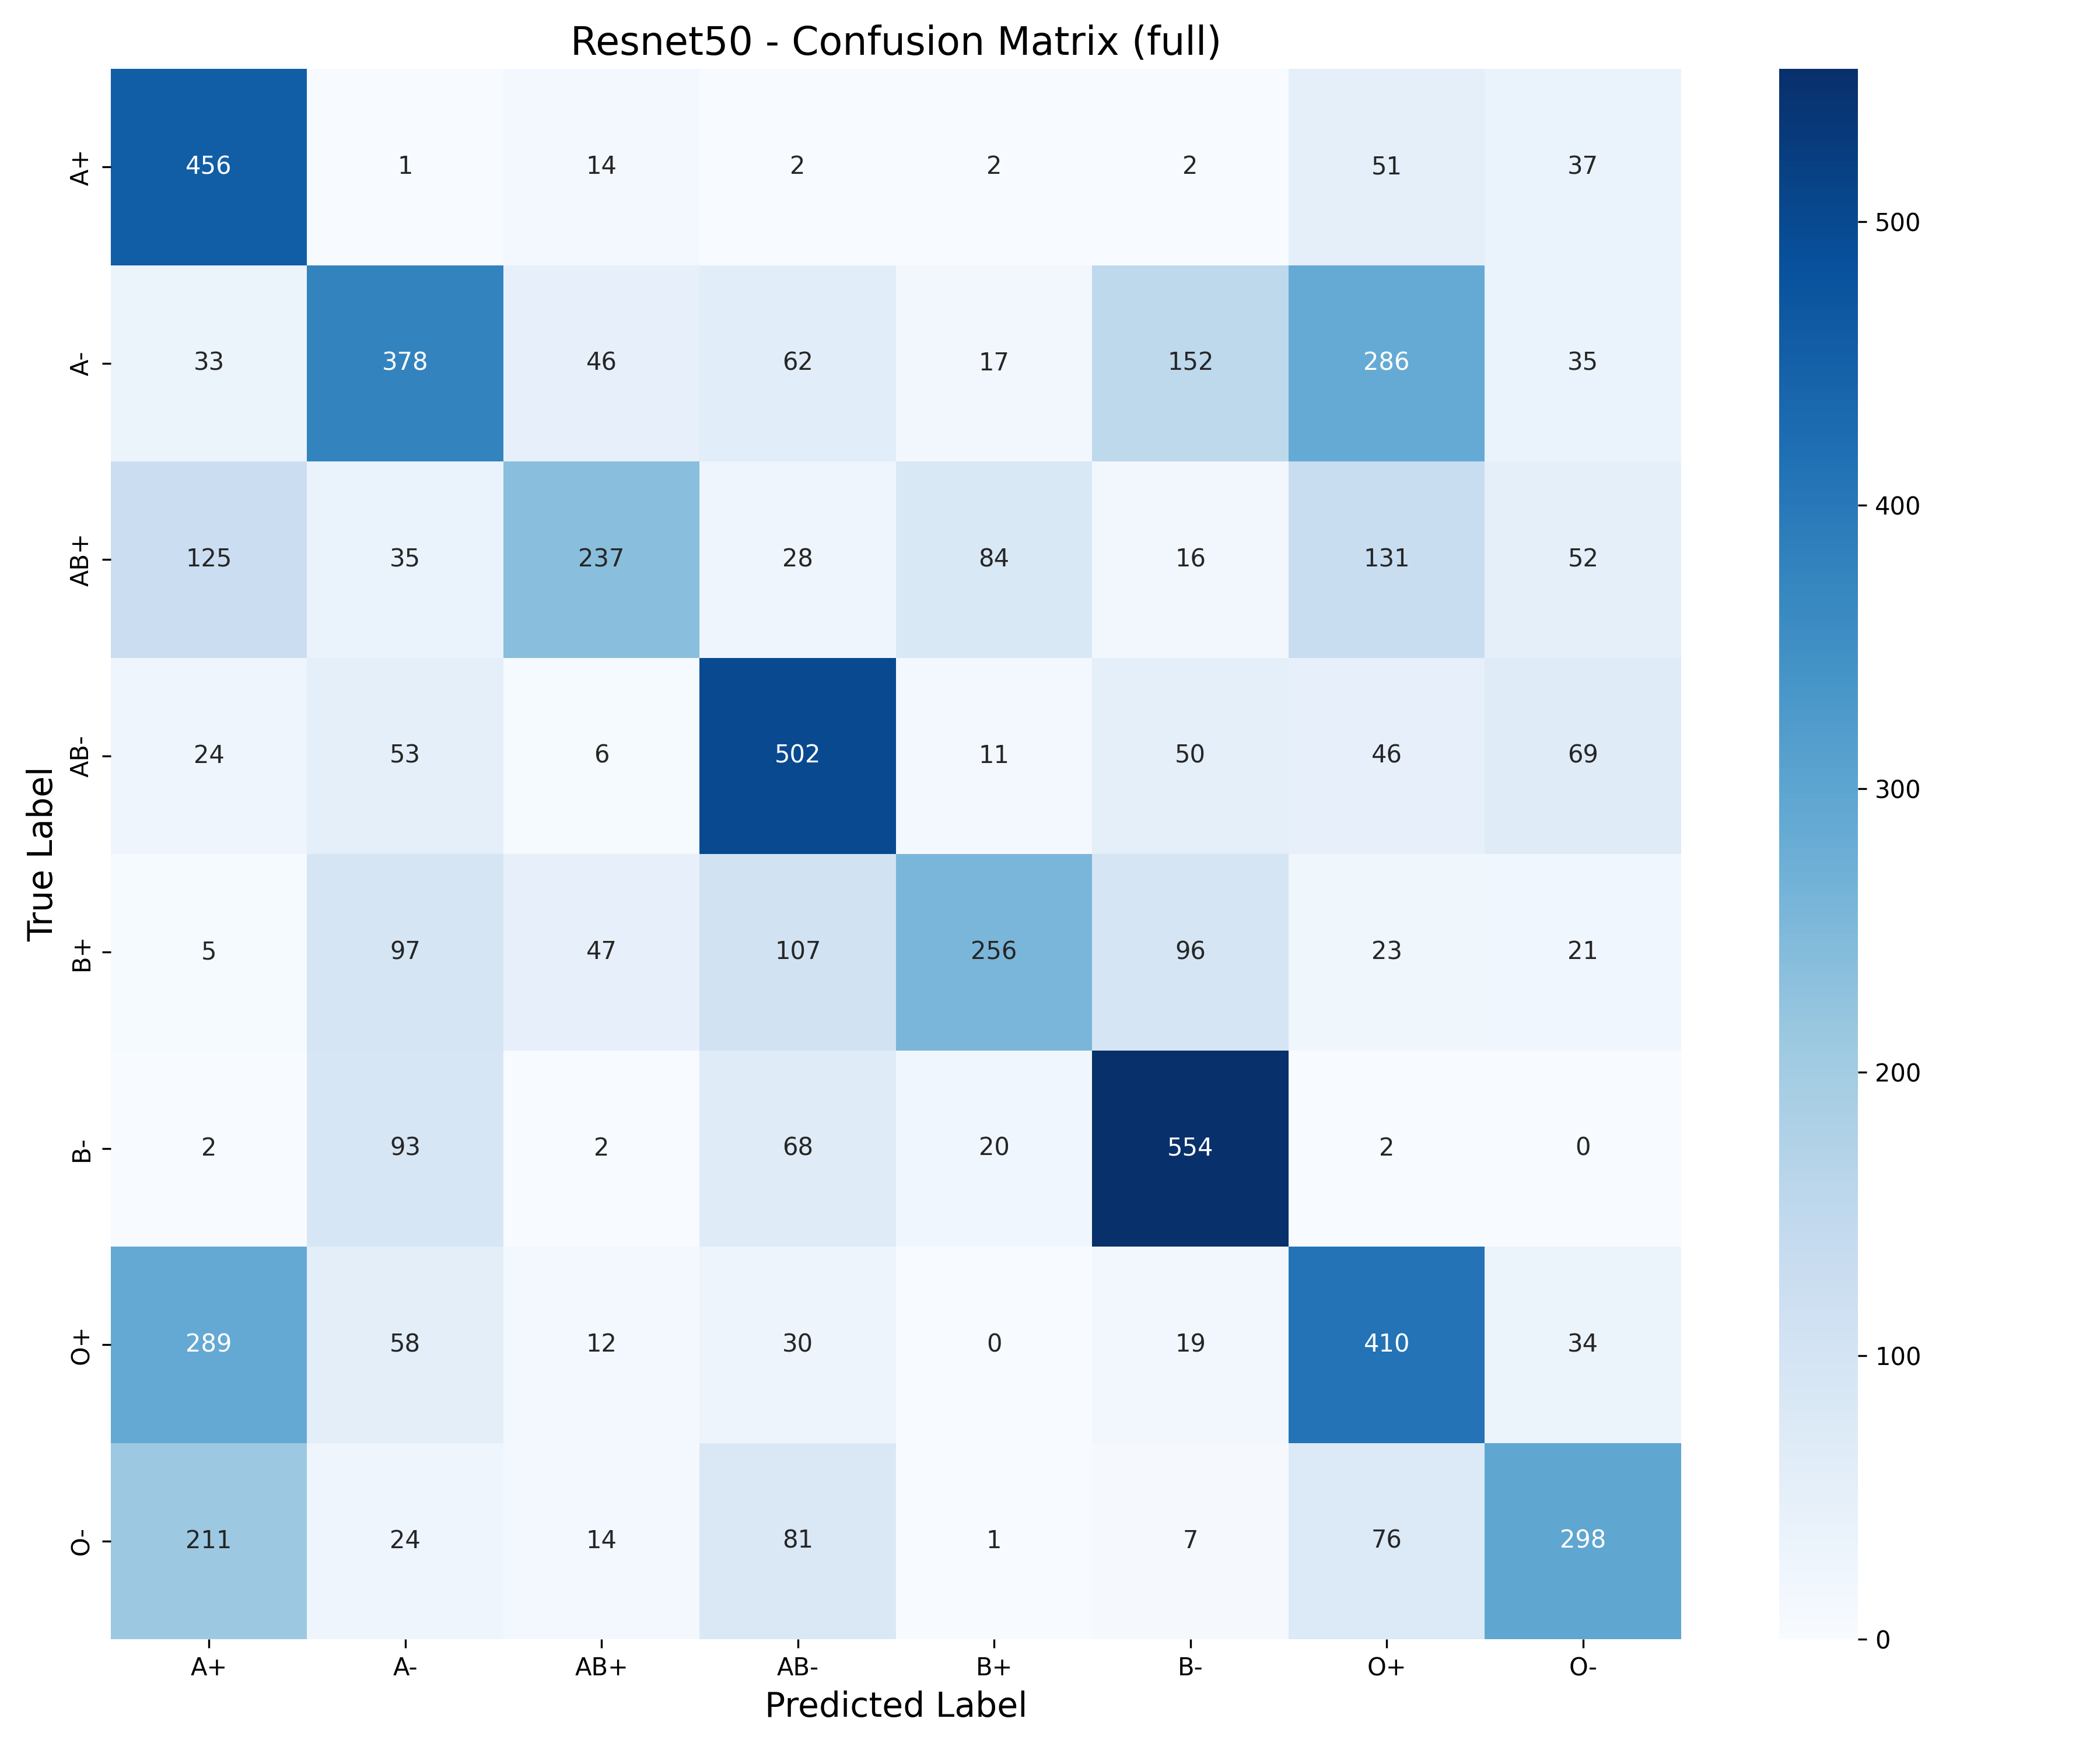 Resnet50 - Confusion Matrix (full)
A+ 456 1 14 2 2 2 51 37
A- 33 378 46 62 17 152 286 35
AB+ 125 35 237 28 84 16 131 52
AB- 24 53 6 502 11 50 46 69
B+ 5 97 47 107 256 96 23 21
B- 2 93 2 68 20 554 2 0
O+ 289 58 12 30 0 19 410 34
O- 211 24 14 81 1 7 76 298
A+ A- AB+ AB- B+ B- O+ O-
Predicted Label
True Label
500
400
300
200
100
0